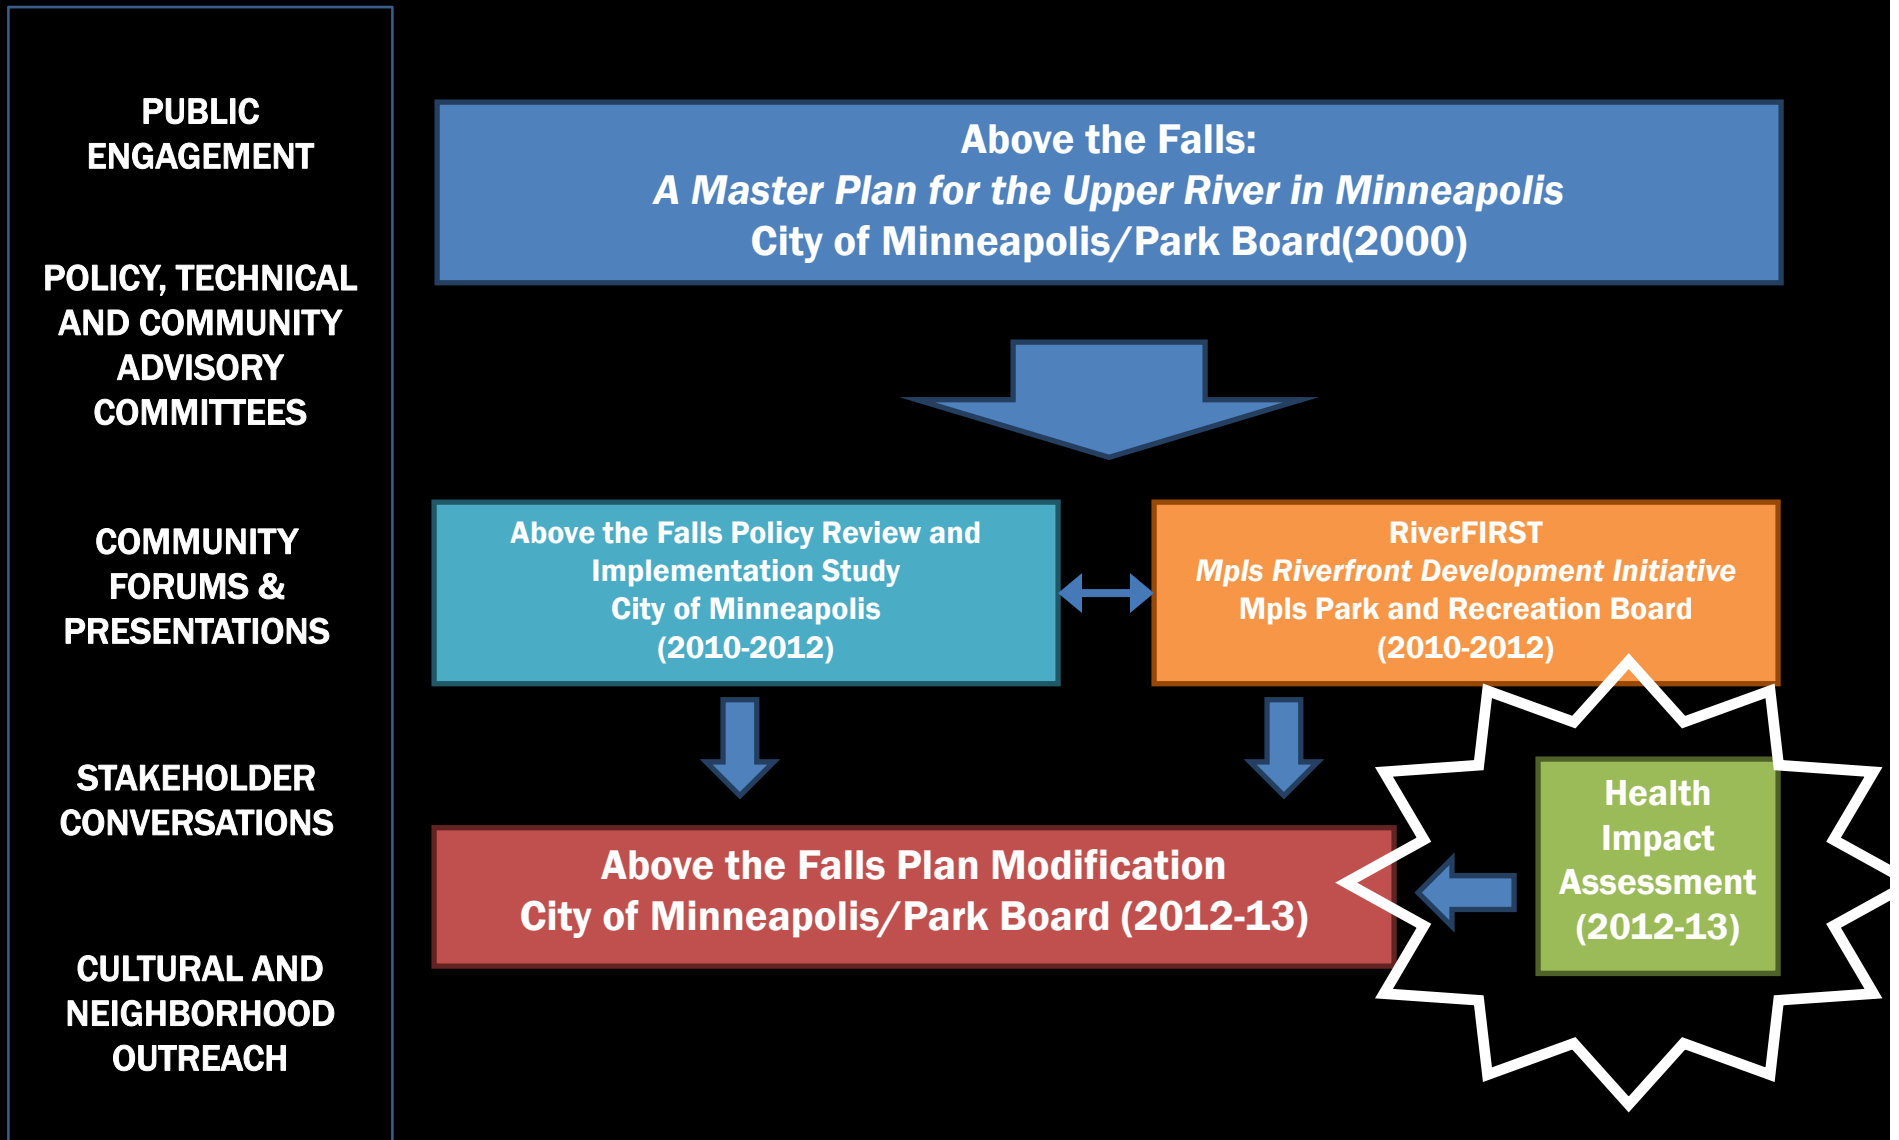 PUBLIC
ENGAGEMENT
POLICY, TECHNICAL
AND COMMUNITY
ADVISORY
COMMITTEES
COMMUNITY
FORUMS &
PRESENTATIONS
STAKEHOLDER
CONVERSATIONS
CULTURAL AND
NEIGHBORHOOD
OUTREACH
Above the Falls:
A Master Plan for the Upper River in Minneapolis
City of Minneapolis/Park Board(2000)
Above the Falls Policy Review and
Implementation Study
City of Minneapolis
(2010-2012)
RiverFIRST
Mpls Riverfront Development Initiative
Mpls Park and Recreation Board
(2010-2012)
Above the Falls Plan Modification
City of Minneapolis/Park Board (2012-13)
Health
Impact
Assessment
(2012-13)